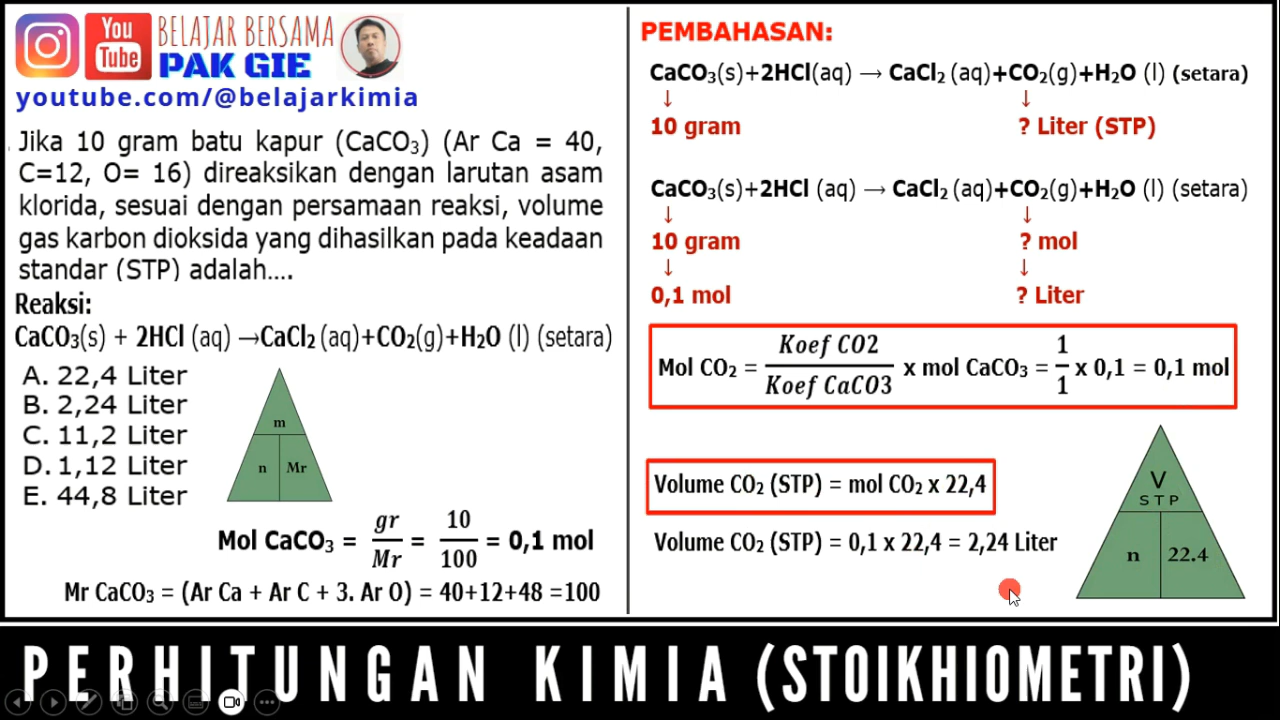 You
Tube
BELAJAR BERSAMA
PAK GIE
youtube.com/@belajarkimia
Jika 10 gram batu kapur (CaCO₃) (Ar Ca = 40,
C=12, O= 16) direaksikan dengan larutan asam
klorida, sesuai dengan persamaan reaksi, volume
gas karbon dioksida yang dihasilkan pada keadaan
standar (STP) adalah....
Reaksi:
CaCO₃(s) + 2HCl (aq) →CaCl₂ (aq)+CO₂(g)+H₂O (l) (setara)
A. 22,4 Liter
B. 2,24 Liter
C. 11,2 Liter
D. 1,12 Liter
E. 44,8 Liter
m
n Mr
Mol CaCO₃ = gr/Mr = 10/100 = 0,1 mol
Mr CaCO₃ = (Ar Ca + Ar C + 3. Ar O) = 40+12+48 =100
PEMBAHASAN:
CaCO₃(s)+2HCl(aq) → CaCl₂ (aq)+CO₂(g)+H₂O (l) (setara)
↓ ↓
10 gram ? Liter (STP)
CaCO₃(s)+2HCl (aq) → CaCl₂ (aq)+CO₂(g)+H₂O (l) (setara)
↓ ↓
10 gram ? mol
↓ ↓
0,1 mol ? Liter
Mol CO₂ = Koef CO2/Koef CaCO3 x mol CaCO₃ = 1/1 x 0,1 = 0,1 mol
Volume CO₂ (STP) = mol CO₂ x 22,4
Volume CO₂ (STP) = 0,1 x 22,4 = 2,24 Liter
V
STP
n 22.4
PERHITUNGAN KIMIA (STOIKHIOMETRI)